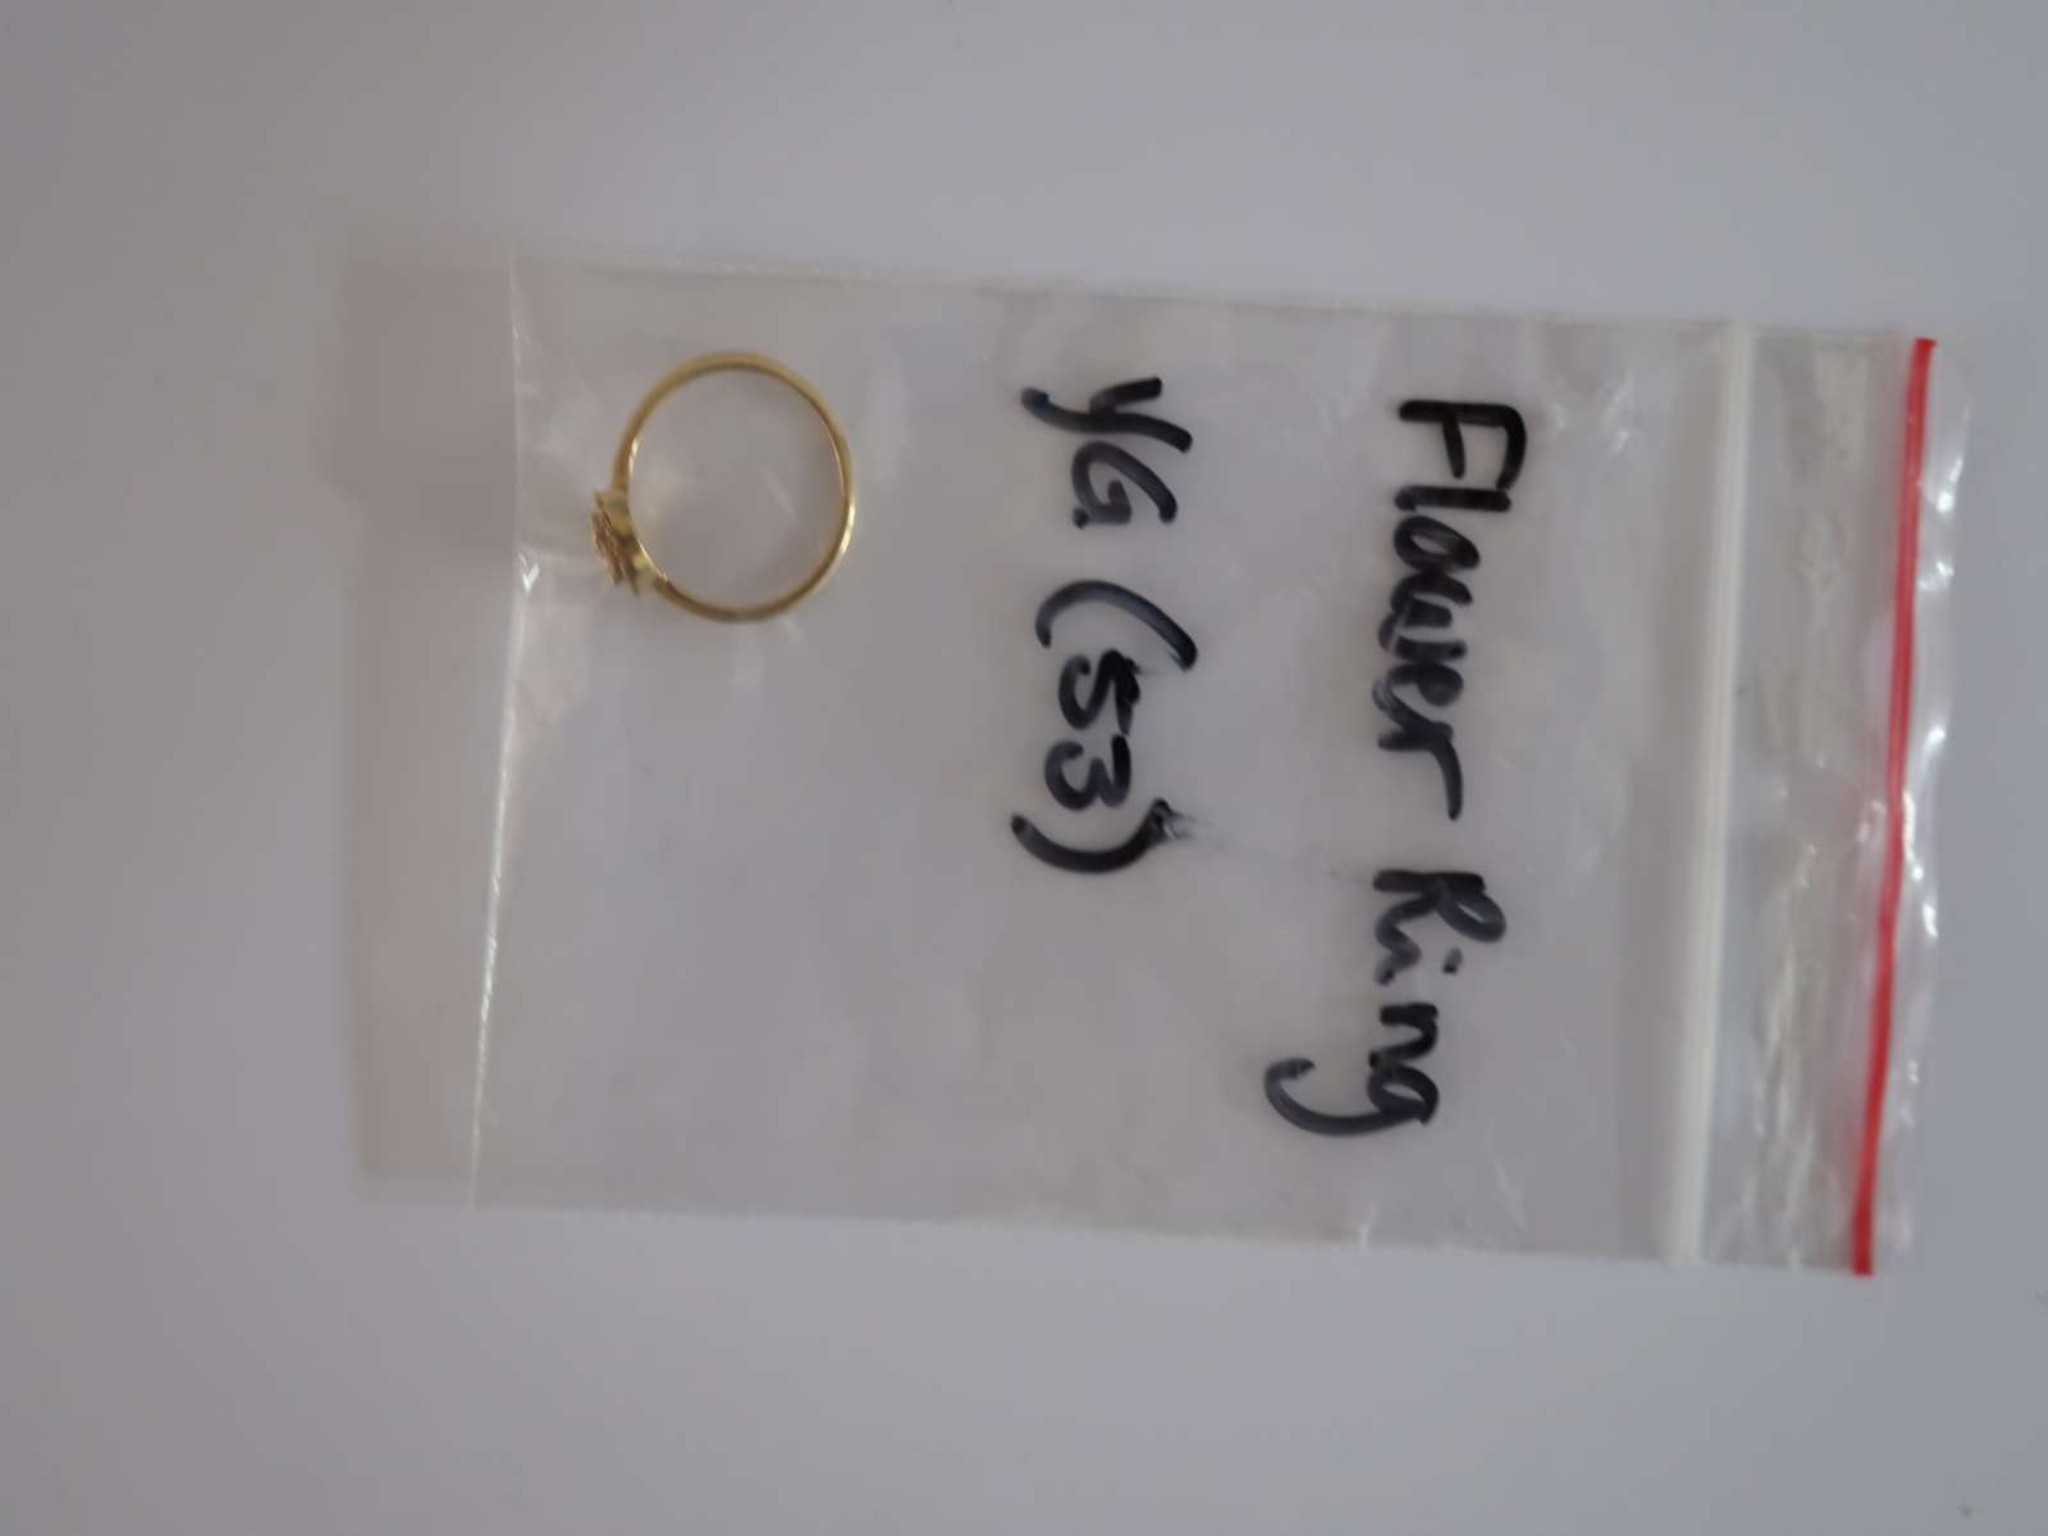 Flower Ring
YG (53)